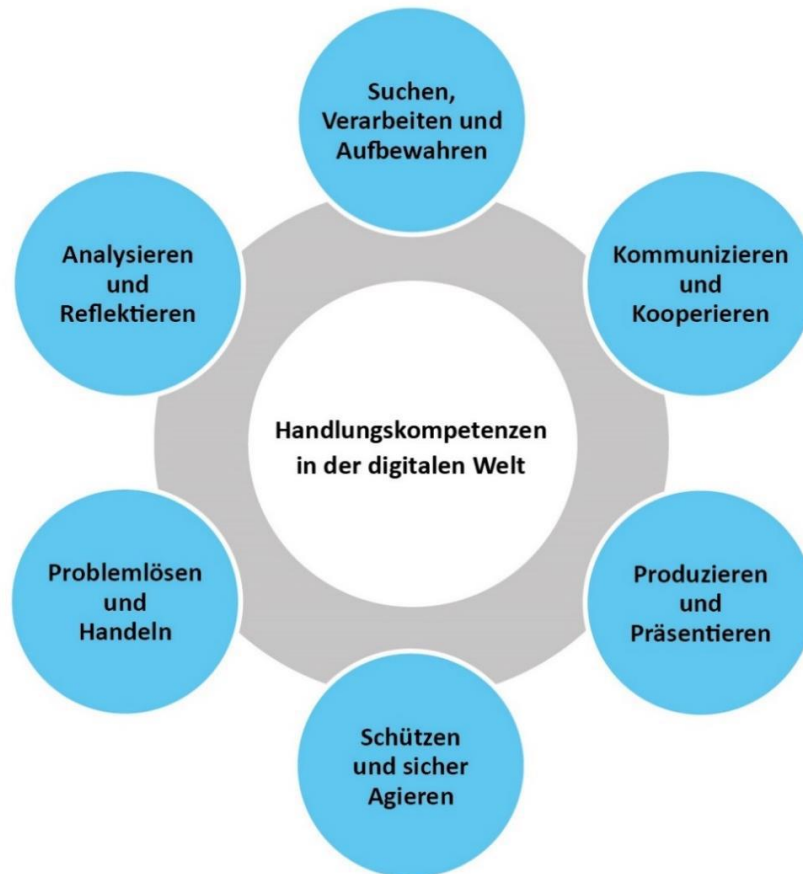 Suchen,
Verarbeiten und
Aufbewahren
Analysieren
und
Reflektieren
Kommunizieren
und
Kooperieren
Handlungskompetenzen
in der digitalen Welt
Problemlösen
und
Handeln
Produzieren
und
Präsentieren
Schützen
und sicher
Agieren